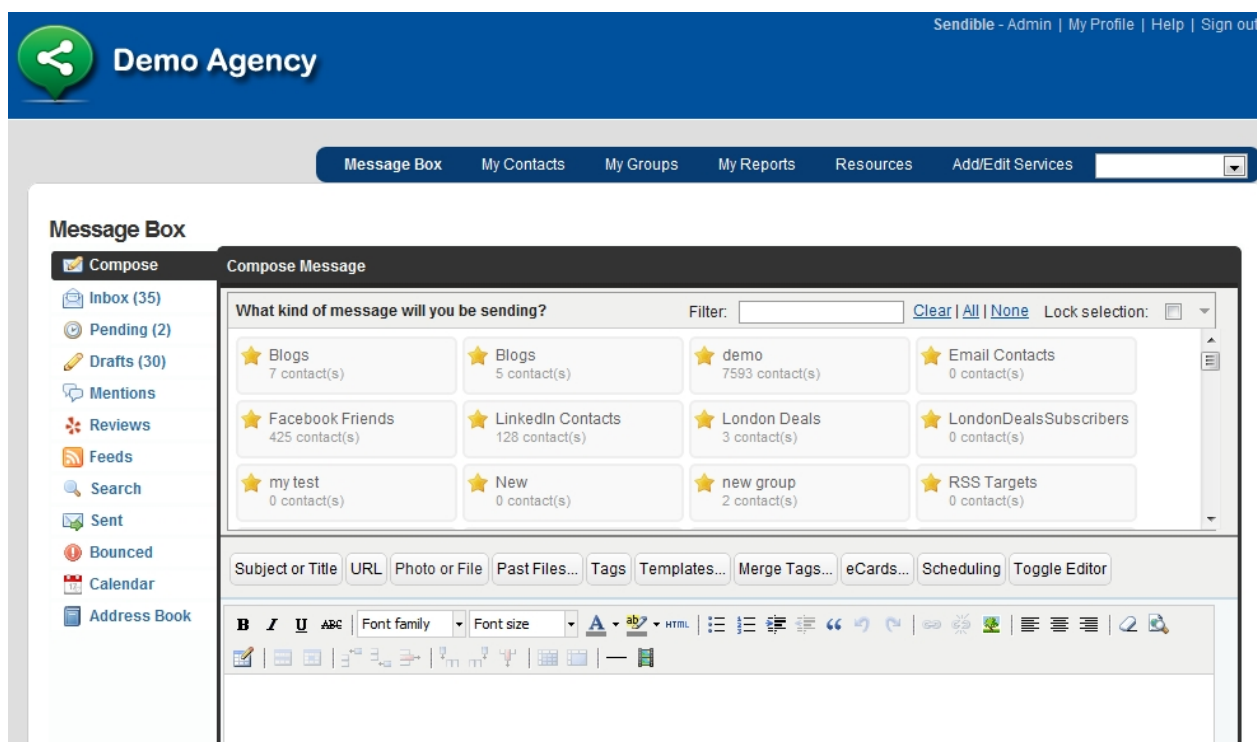 Sendible - Admin | My Profile | Help | Sign out
Demo Agency
Message Box My Contacts My Groups My Reports Resources Add/Edit Services
Message Box
Compose
Inbox (35)
Pending (2)
Drafts (30)
Mentions
Reviews
Feeds
Search
Sent
Bounced
Calendar
Address Book
Compose Message
What kind of message will you be sending? Filter: Clear | All | None Lock selection:
Blogs Blogs demo Email Contacts
7 contact(s) 5 contact(s) 7593 contact(s) 0 contact(s)
Facebook Friends LinkedIn Contacts London Deals LondonDealsSubscribers
425 contact(s) 128 contact(s) 3 contact(s) 0 contact(s)
my test New new group RSS Targets
0 contact(s) 0 contact(s) 2 contact(s) 0 contact(s)
Subject or Title URL Photo or File Past Files... Tags Templates... Merge Tags... eCards... Scheduling Toggle Editor
B I U ABC Font family Font size A ab HTML